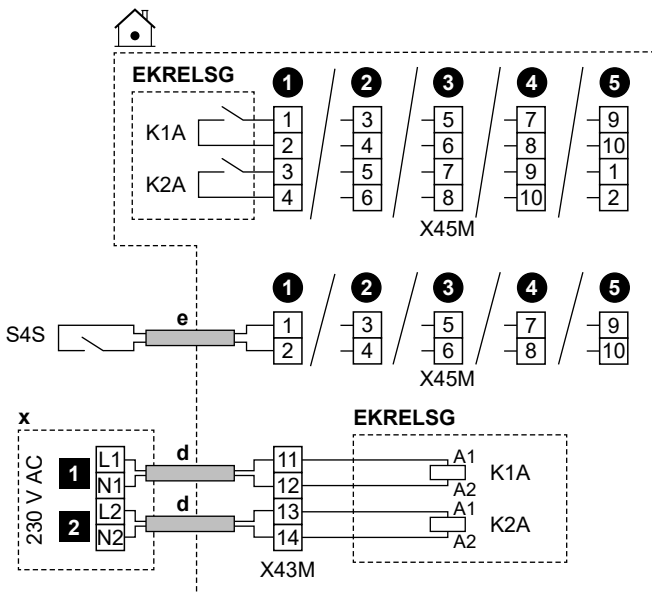 EKRELSG 1 2 3 4 5
K1A 1 3 5 7 9
2 4 6 8 10
K2A 3 5 7 9 1
4 6 8 10 2
X45M
1 2 3 4 5
S4S e 1 3 5 7 9
2 4 6 8 10
X45M
x EKRELSG
230 V AC
1 L1 d 11 A1 K1A
N1 12 A2
2 L2 d 13 A1 K2A
N2 14 A2
X43M